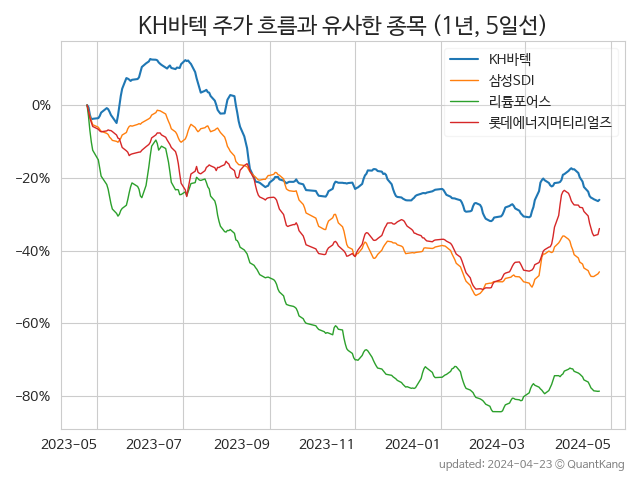 KH바텍 주가 흐름과 유사한 종목 (1년, 5일선)
KH바텍
삼성SDI
리튬포어스
롯데에너지머티리얼즈
0%
−20%
−40%
−60%
−80%
2023-05 2023-07 2023-09 2023-11 2024-01 2024-03 2024-05
updated: 2024-04-23 © QuantKang